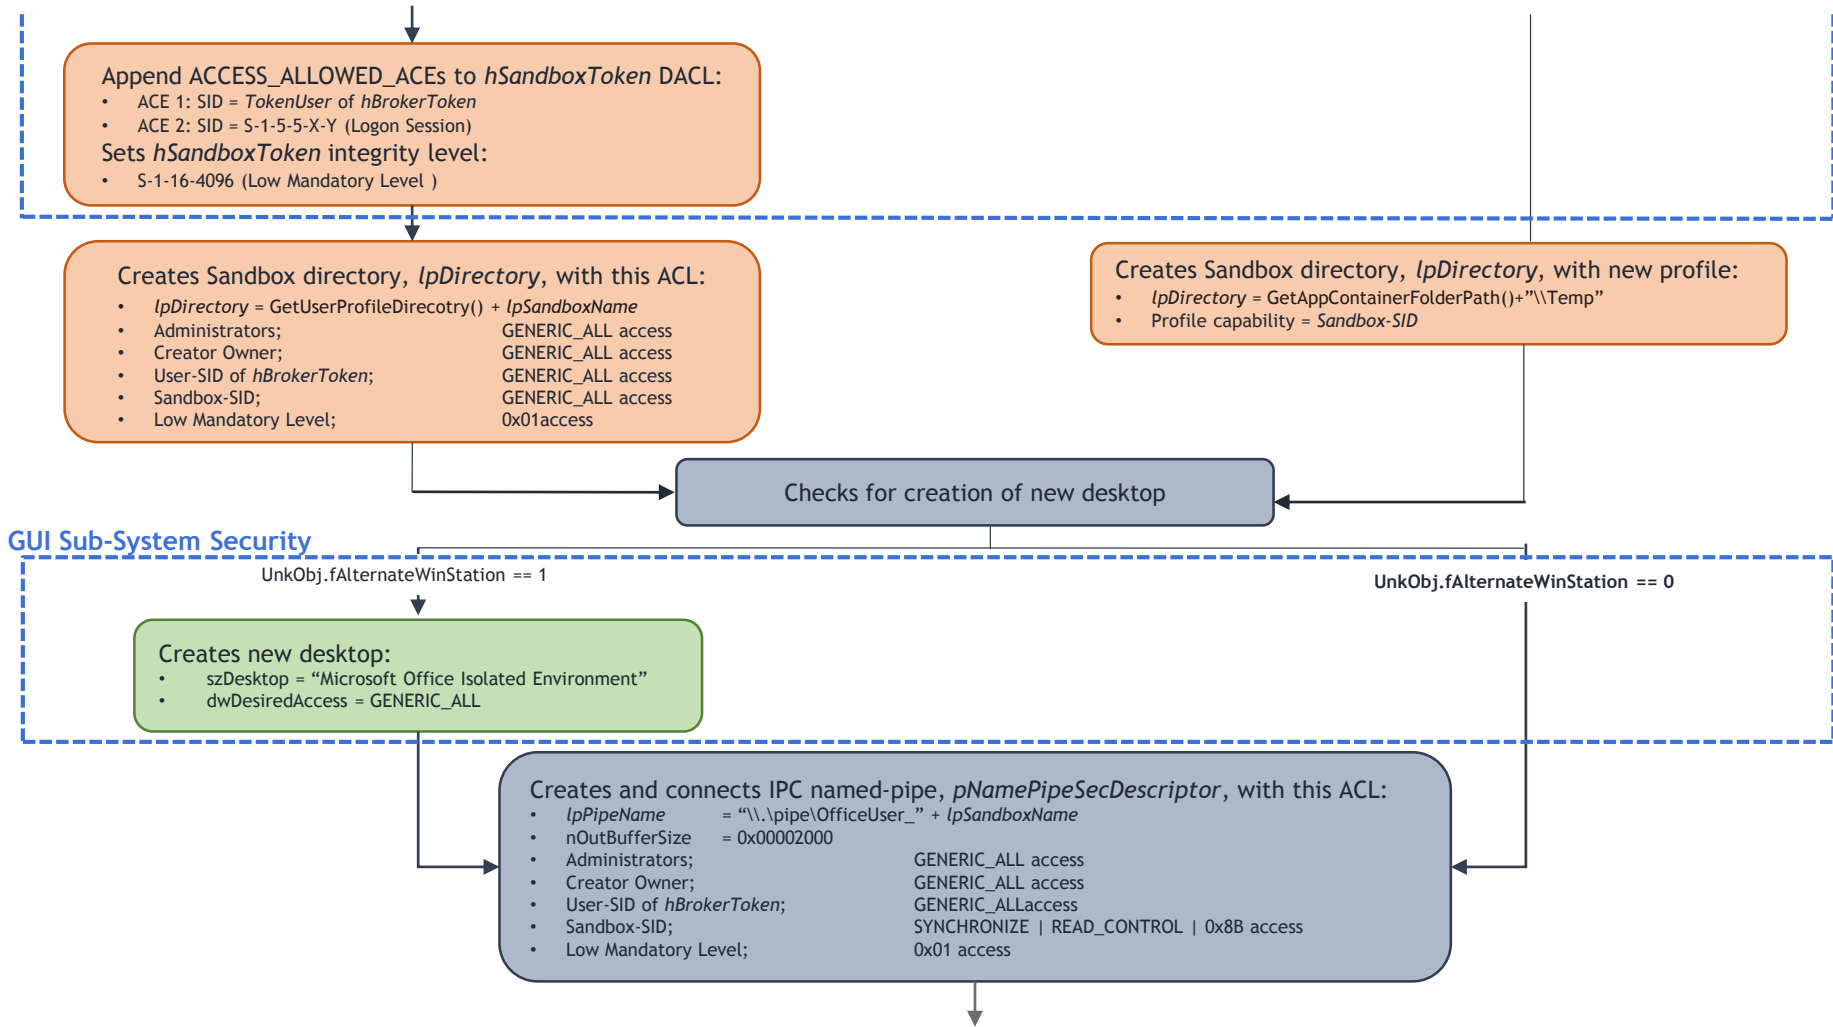 Append ACCESS_ALLOWED_ACEs to hSandboxToken DACL:
• ACE 1: SID = TokenUser of hBrokerToken
• ACE 2: SID = S-1-5-5-X-Y (Logon Session)
Sets hSandboxToken integrity level:
• S-1-16-4096 (Low Mandatory Level )
Creates Sandbox directory, lpDirectory, with this ACL:
• lpDirectory = GetUserProfileDirecotry() + lpSandboxName
• Administrators; GENERIC_ALL access
• Creator Owner; GENERIC_ALL access
• User-SID of hBrokerToken; GENERIC_ALL access
• Sandbox-SID; GENERIC_ALL access
• Low Mandatory Level; 0x01access
Creates Sandbox directory, lpDirectory, with new profile:
• lpDirectory = GetAppContainerFolderPath()+”\\Temp”
• Profile capability = Sandbox-SID
Checks for creation of new desktop
GUI Sub-System Security
UnkObj.fAlternateWinStation == 1
UnkObj.fAlternateWinStation == 0
Creates new desktop:
• szDesktop = “Microsoft Office Isolated Environment”
• dwDesiredAccess = GENERIC_ALL
Creates and connects IPC named-pipe, pNamePipeSecDescriptor, with this ACL:
• lpPipeName = “\\.\pipe\OfficeUser_” + lpSandboxName
• nOutBufferSize = 0x00002000
• Administrators; GENERIC_ALL access
• Creator Owner; GENERIC_ALL access
• User-SID of hBrokerToken; GENERIC_ALLaccess
• Sandbox-SID; SYNCHRONIZE | READ_CONTROL | 0x8B access
• Low Mandatory Level; 0x01 access